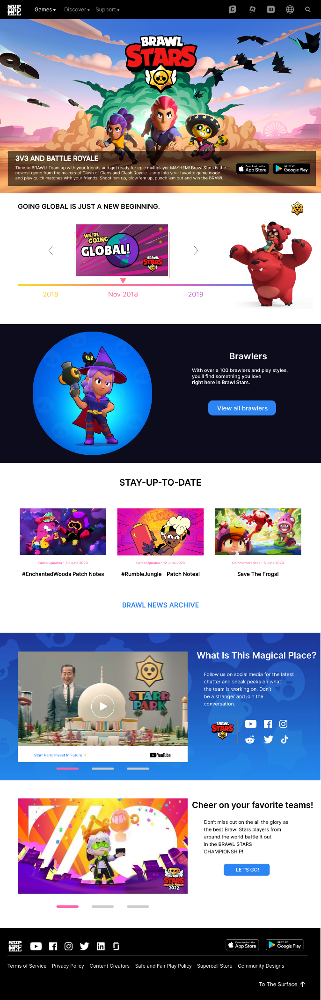 SUPERCELL
Games
Discover
Support
C
ID
BRAWL
STARS
3V3 AND BATTLE ROYALE
Time to BRAWL! Team up with your friends and get ready for epic multiplayer MAYHEM! Brawl Stars is the
newest game from the makers of Clash of Clans and Clash Royale. Jump into your favorite game mode
and play quick matches with your friends. Shoot 'em up, blow 'em up, punch 'em out and win the BRAWL.
Download on the
App Store
GET IT ON
Google Play
GOING GLOBAL IS JUST A NEW BEGINNING.
WE'RE
GOING
GLOBAL!
BRAWL
STARS
2018
Nov 2018
2019
Brawlers
With over a 100 brawlers and play styles,
you'll find something you love
right here in Brawl Stars.
View all brawlers
STAY-UP-TO-DATE
Game Updates - 30 June 2023
#EnchantedWoods Patch Notes
Game Updates - 12 June 2023
#RumbleJungle - Patch Notes!
Commemorations - 5 June 2023
Save The Frogs!
BRAWL NEWS ARCHIVE
STARR
PARK
Starr Park: Invest In Future
YouTube
What Is This Magical Place?
Follow us on social media for the latest
chatter and sneak peeks on what
the team is working on. Don't
be a stranger and join the
conversation.
BRAWL
STARS
BRAWL
STARS
WORLD FINALS
2022
Cheer on your favorite teams!
Don't miss out on the all the glory as
the best Brawl Stars players from
around the world battle it out
in the BRAWL STARS
CHAMPIONSHIP!
LET'S GO!
SUPERCELL
Download on the
App Store
GET IT ON
Google Play
Terms of Service
Privacy Policy
Content Creators
Safe and Fair Play Policy
Supercell Store
Community Designs
To The Surface